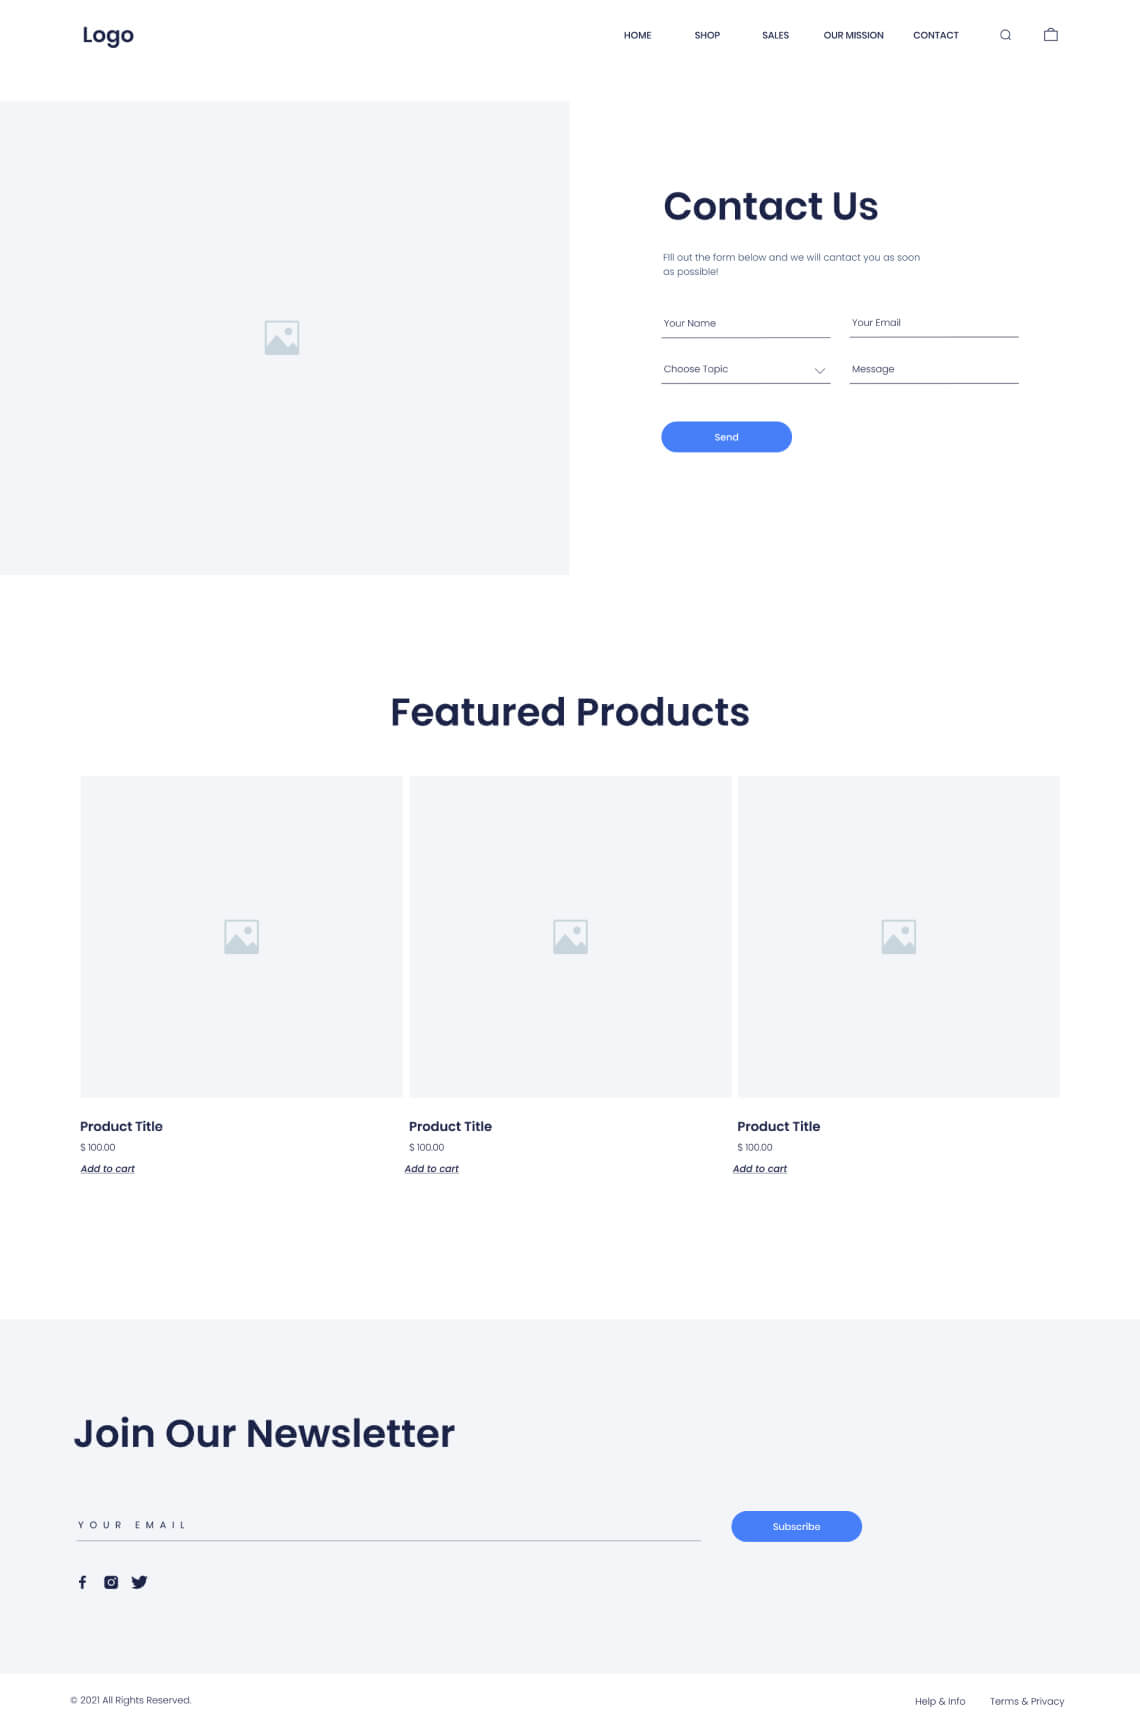 Logo
HOME SHOP SALES OUR MISSION CONTACT
Contact Us
FIll out the form below and we will cantact you as soon
as possible!
Your Name Your Email
Choose Topic Message
Send
Featured Products
Product Title Product Title Product Title
$ 100.00 $ 100.00 $ 100.00
Add to cart Add to cart Add to cart
Join Our Newsletter
YOUR EMAIL
Subscribe
© 2021 All Rights Reserved.
Help & Info Terms & Privacy